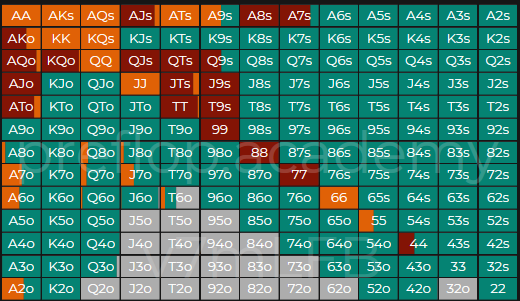 AA AKs AQs AJs ATs A9s A8s A7s A6s A5s A4s A3s A2s
AKo KK KQs KJs KTs K9s K8s K7s K6s K5s K4s K3s K2s
AQo KQo QQ QJs QTs Q9s Q8s Q7s Q6s Q5s Q4s Q3s Q2s
AJo KJo QJo JJ JTs J9s J8s J7s J6s J5s J4s J3s J2s
ATo KTo QTo JTo TT T9s T8s T7s T6s T5s T4s T3s T2s
A9o K9o Q9o J9o T9o 99 98s 97s 96s 95s 94s 93s 92s
A8o K8o Q8o J8o T8o 98o 88 87s 86s 85s 84s 83s 82s
preflop academy
A7o K7o Q7o J7o T7o 97o 87o 77 76s 75s 74s 73s 72s
A6o K6o Q6o J6o T6o 96o 86o 76o 66 65s 64s 63s 62s
A5o K5o Q5o J5o T5o 95o 85o 75o 65o 55 54s 53s 52s
A4o K4o Q4o J4o T4o 94o 84o 74o 64o 54o 44 43s 42s
A3o K3o Q3o J3o T3o 93o 83o 73o 63o 53o 43o 33 32s
A2o K2o Q2o J2o T2o 92o 82o 72o 62o 52o 42o 32o 22